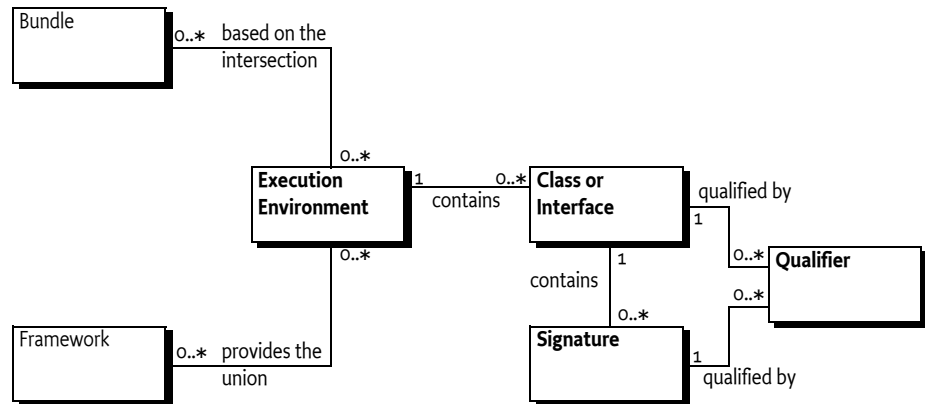 Bundle
0..* based on the
intersection
0..*
Execution
Environment
1
contains
0..*
Class or
Interface
qualified by
1
0..*
Qualifier
0..*
0..*
contains
1
0..*
Framework
0..* provides the
union
Signature
1
qualified by